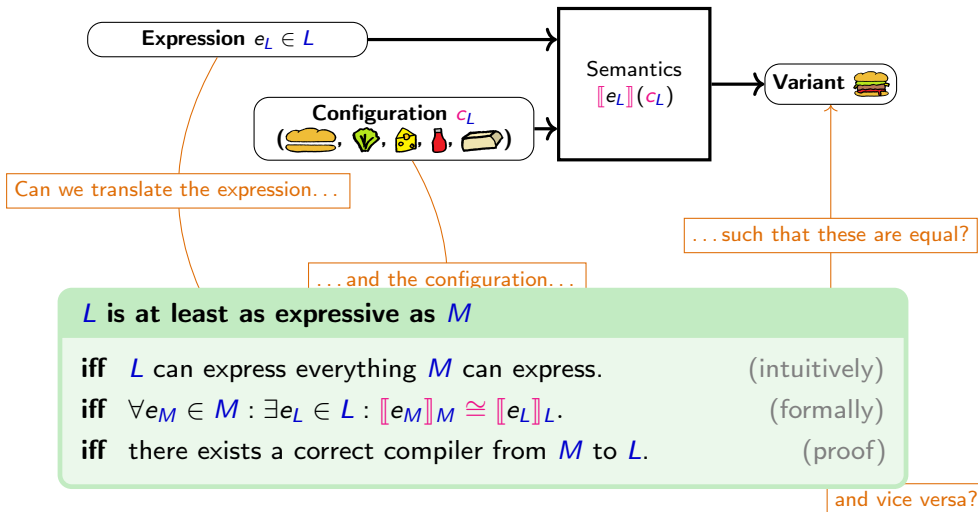 Expression e_L ∈ L
Semantics
⟦e_L⟧(c_L)
Variant
Configuration c_L
( , , , , )
Can we translate the expression...
...such that these are equal?
...and the configuration...
L is at least as expressive as M
iff L can express everything M can express. (intuitively)
iff ∀e_M ∈ M : ∃e_L ∈ L : ⟦e_M⟧_M ≅ ⟦e_L⟧_L. (formally)
iff there exists a correct compiler from M to L. (proof)
and vice versa?